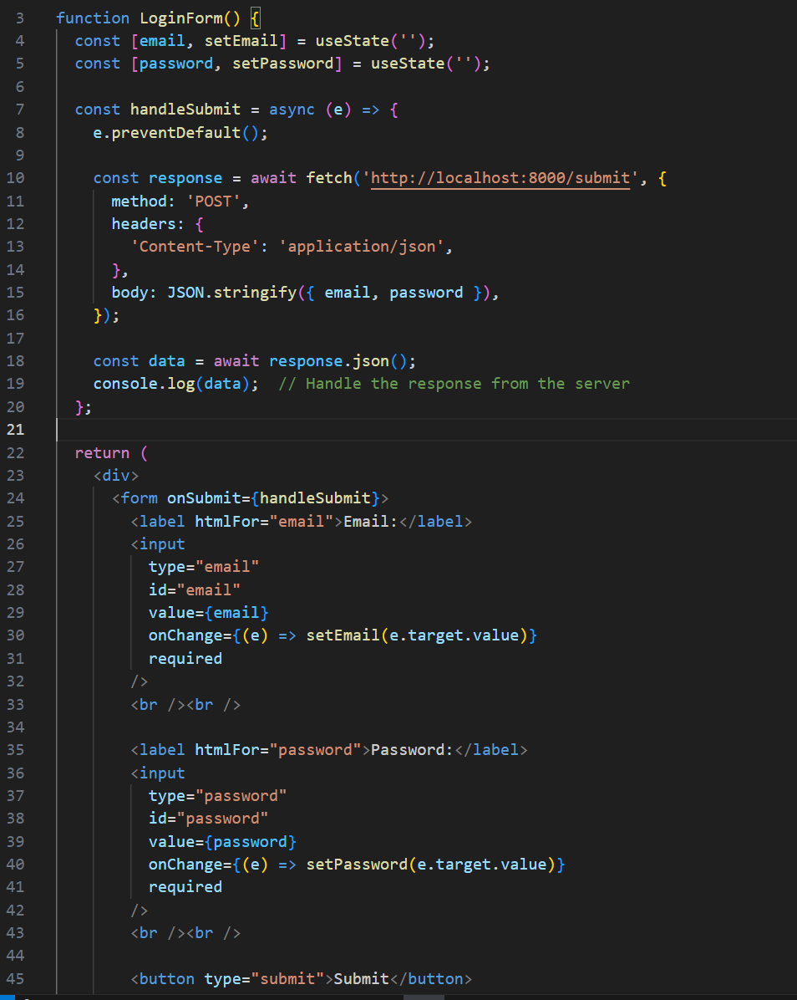 3 function LoginForm() {
4   const [email, setEmail] = useState('');
5   const [password, setPassword] = useState('');
6
7   const handleSubmit = async (e) => {
8     e.preventDefault();
9
10     const response = await fetch('http://localhost:8000/submit', {
11       method: 'POST',
12       headers: {
13         'Content-Type': 'application/json',
14       },
15       body: JSON.stringify({ email, password }),
16     });
17
18     const data = await response.json();
19     console.log(data);  // Handle the response from the server
20   };
21
22   return (
23     <div>
24       <form onSubmit={handleSubmit}>
25         <label htmlFor="email">Email:</label>
26         <input
27           type="email"
28           id="email"
29           value={email}
30           onChange={(e) => setEmail(e.target.value)}
31           required
32         />
33         <br /><br />
34
35         <label htmlFor="password">Password:</label>
36         <input
37           type="password"
38           id="password"
39           value={password}
40           onChange={(e) => setPassword(e.target.value)}
41           required
42         />
43         <br /><br />
44
45         <button type="submit">Submit</button>